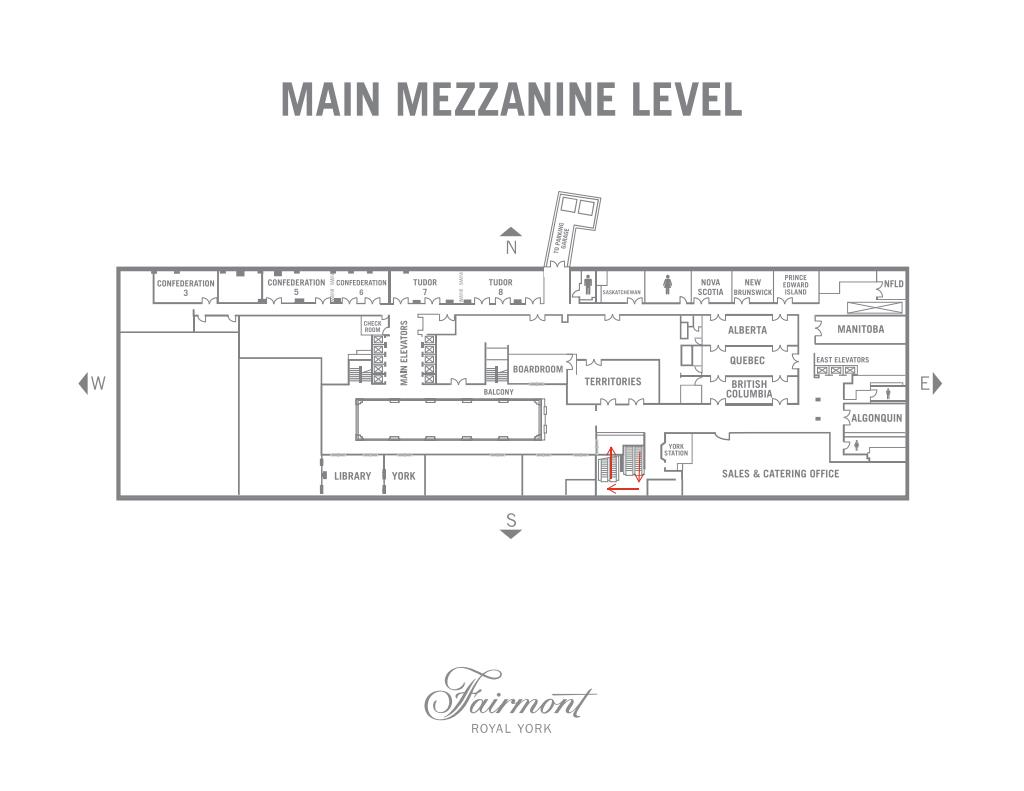 MAIN MEZZANINE LEVEL
TO PARKING
GARAGE
N
CONFEDERATION
3
CONFEDERATION
5
CONFEDERATION
6
TUDOR
7
TUDOR
8
SASKATCHEWAN
NOVA
SCOTIA
NEW
BRUNSWICK
PRINCE
EDWARD
ISLAND
NFLD
CHECK
ROOM
MAIN ELEVATORS
ALBERTA
MANITOBA
QUEBEC
EAST ELEVATORS
BOARDROOM
TERRITORIES
BRITISH
COLUMBIA
W
E
BALCONY
ALGONQUIN
YORK
STATION
LIBRARY
YORK
SALES & CATERING OFFICE
S
Fairmont
ROYAL YORK